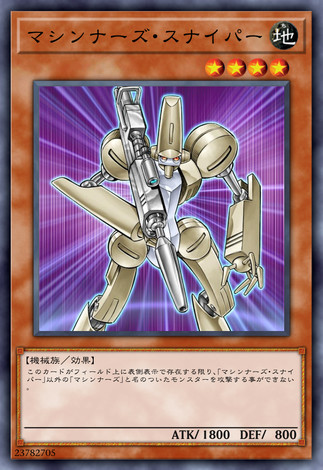 マシンナーズ・スナイパー 地
【機械族／効果】
このカードがフィールド上に表側表示で存在する限り、「マシンナーズ・スナイ
パー」以外の「マシンナーズ」と名のついたモンスターを攻撃する事ができない
。
ATK/ 1800 DEF/ 800
23782705